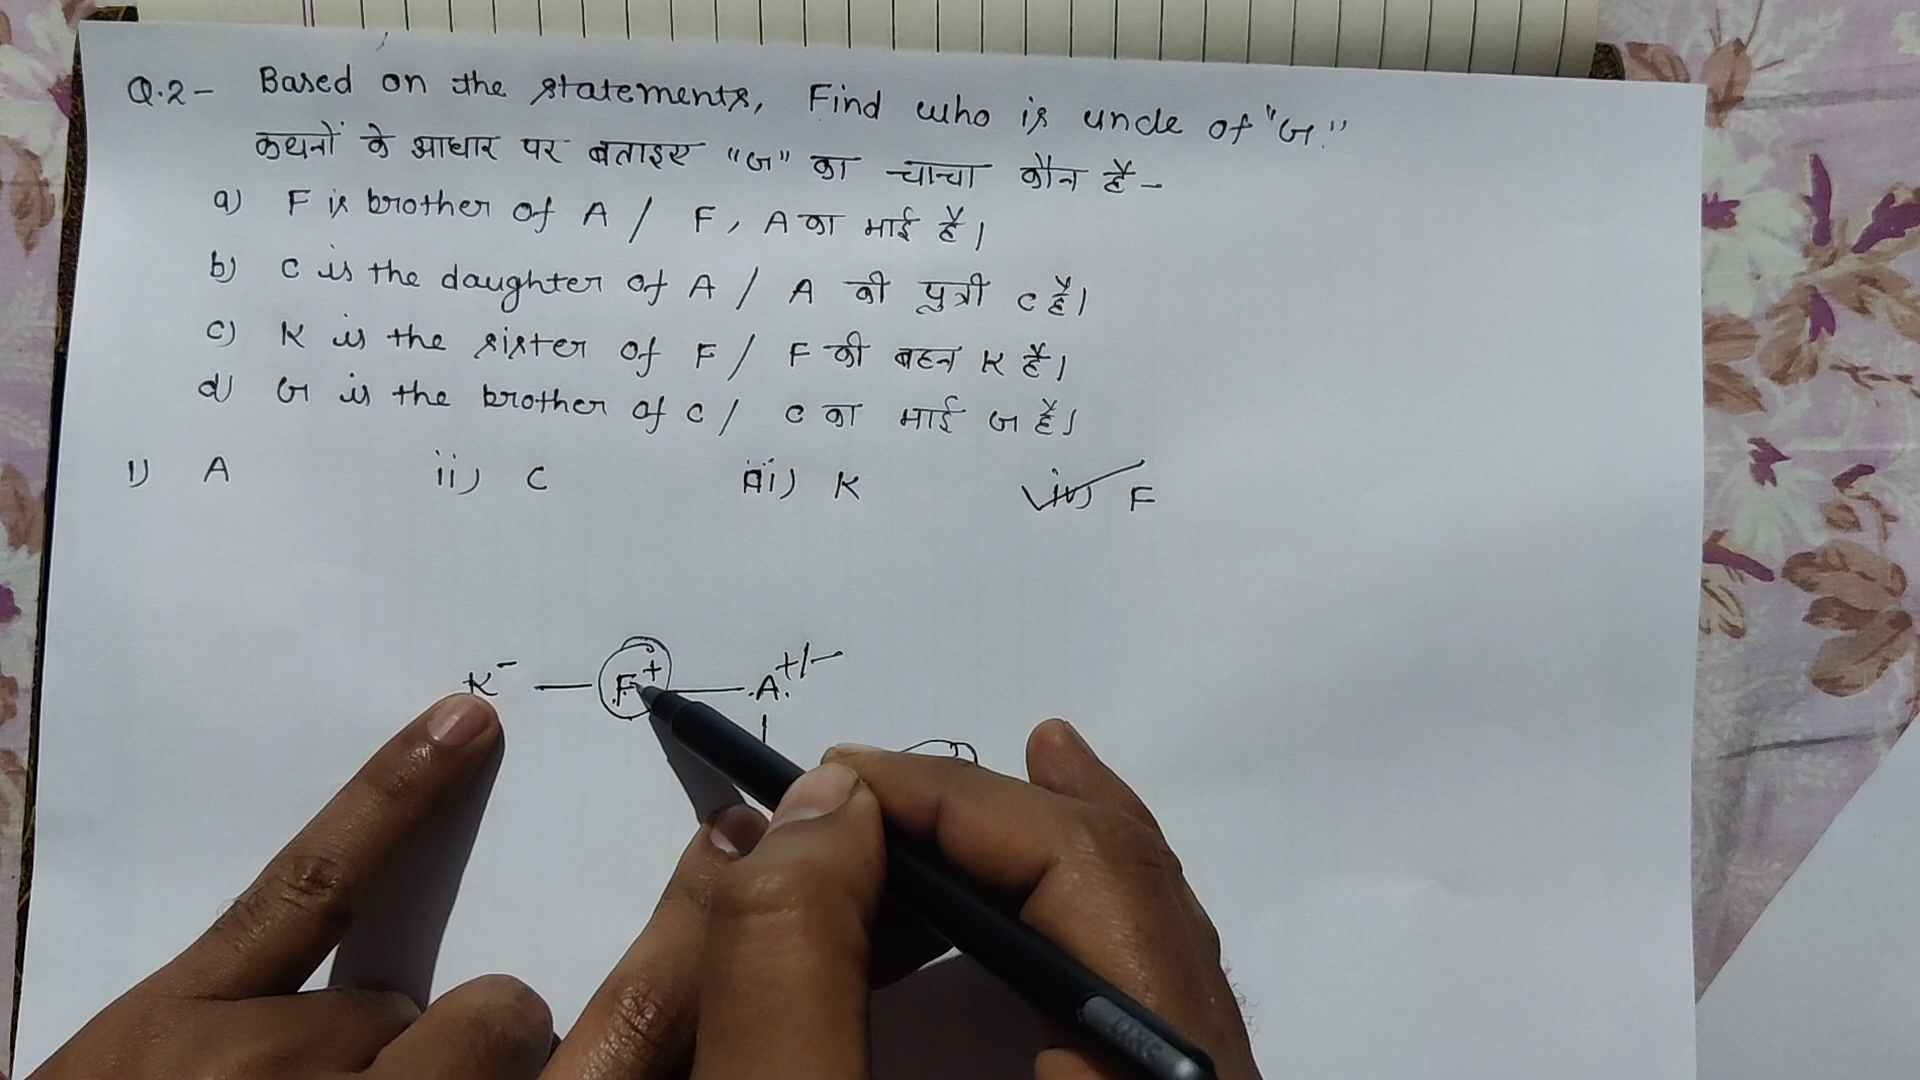 Q.2- Based on the statements, Find who is uncle of "G."
कथनों के आधार पर बताइए "G" का चाचा कौन है -
a) F is brother of A / F, A का भाई है।
b) C is the daughter of A / A की पुत्री C है।
c) K is the sister of F / F की बहन K है।
d) G is the brother of C / C का भाई G है।
1) A ii) C iii) K iv) F
K⁻ — F⁺ — A +/-